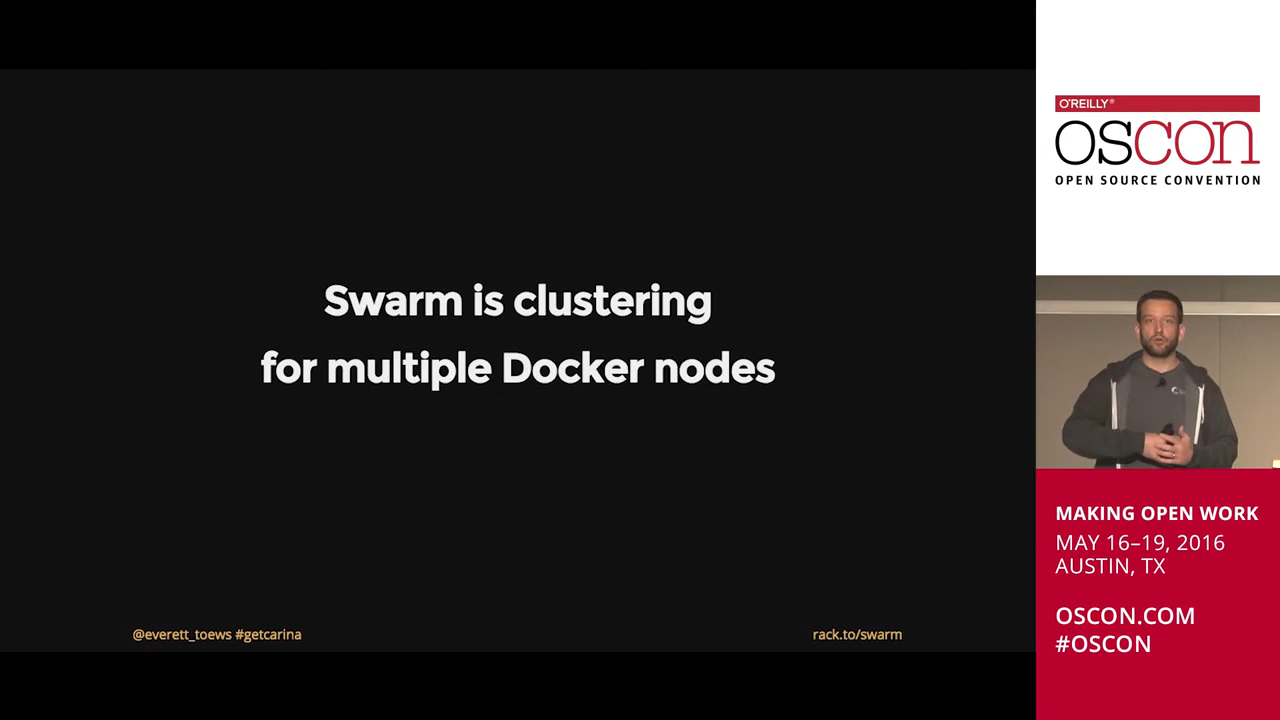 Swarm is clustering
for multiple Docker nodes
@everett_toews #getcarina
rack.to/swarm
O'REILLY®
OSCON
OPEN SOURCE CONVENTION
MAKING OPEN WORK
MAY 16–19, 2016
AUSTIN, TX
OSCON.COM
#OSCON